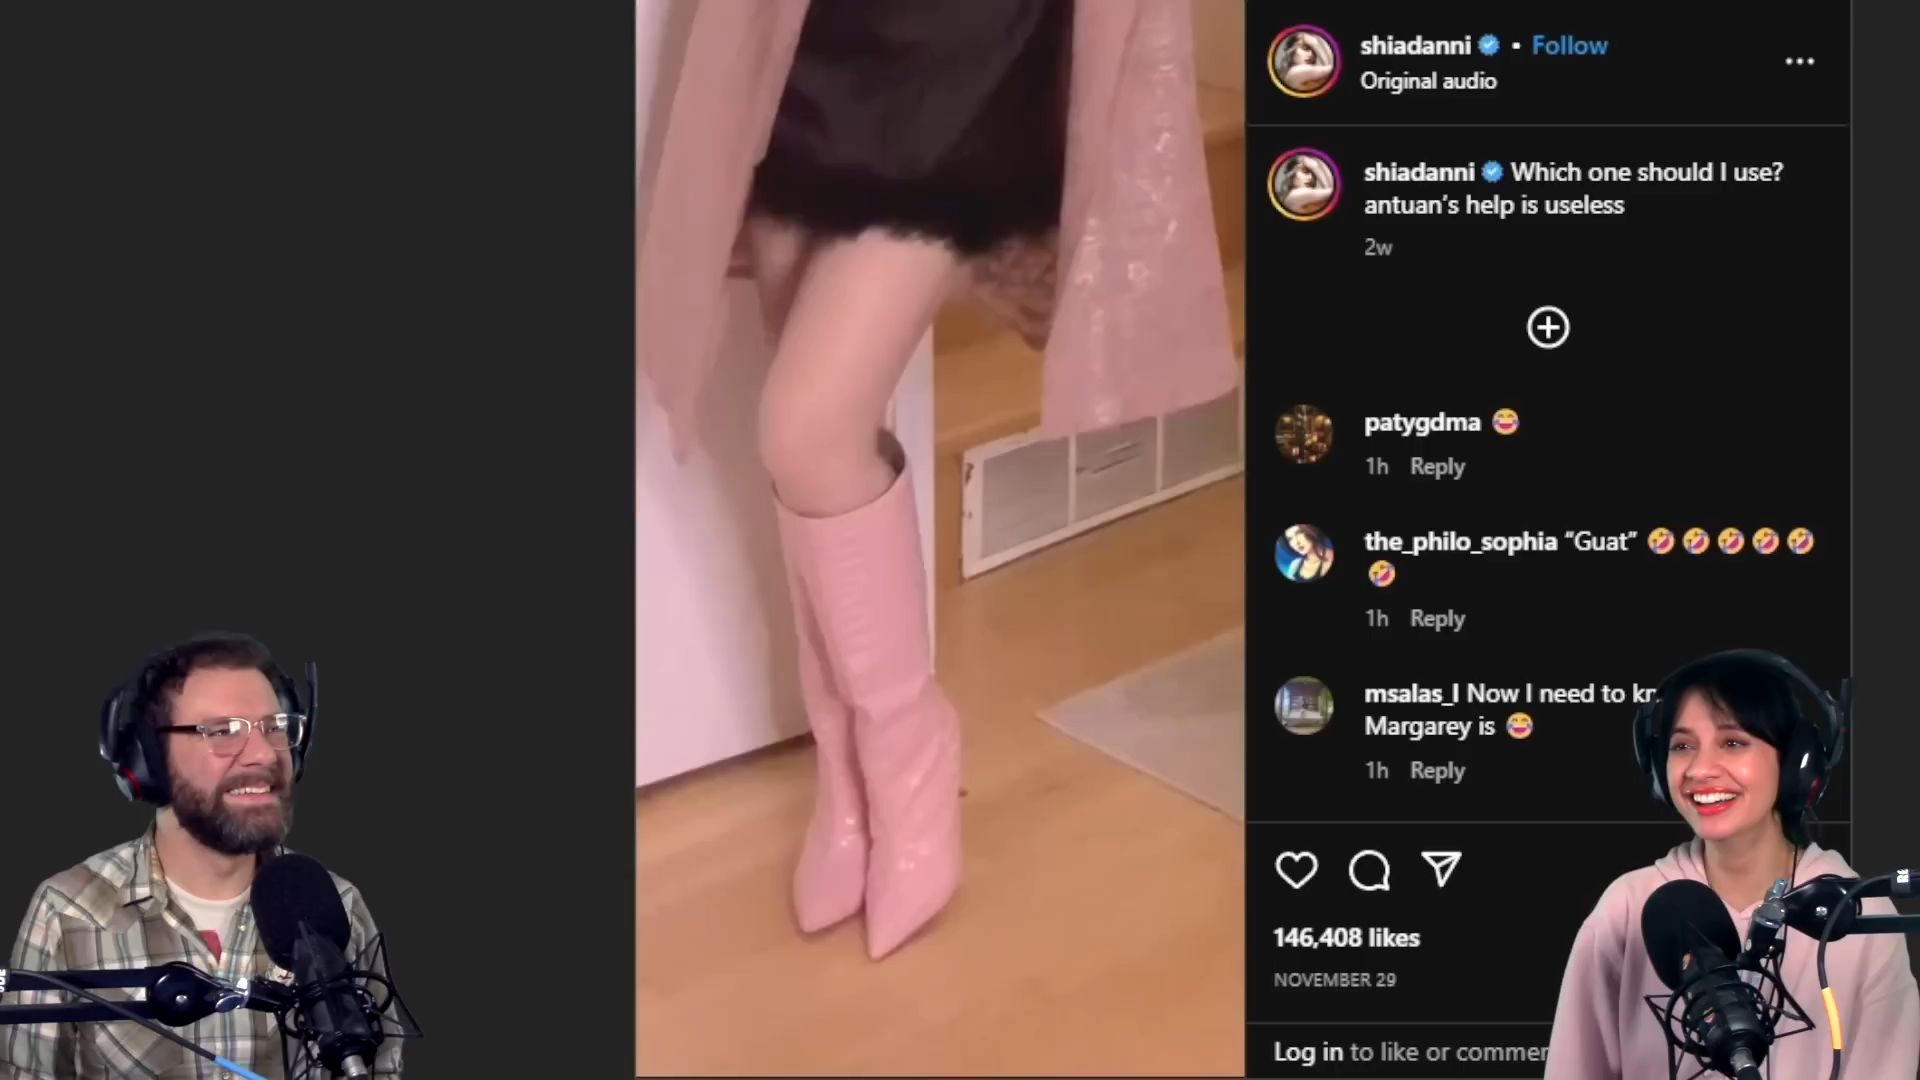 shiadanni • Follow
Original audio
shiadanni Which one should I use?
antuan's help is useless
2w
patygdma 😂
1h Reply
the_philo_sophia “Guat” 🤣🤣🤣🤣🤣
🤣
1h Reply
msalas_l Now I need to
Margarey is 😂
1h Reply
146,408 likes
NOVEMBER 29
Log in to like or